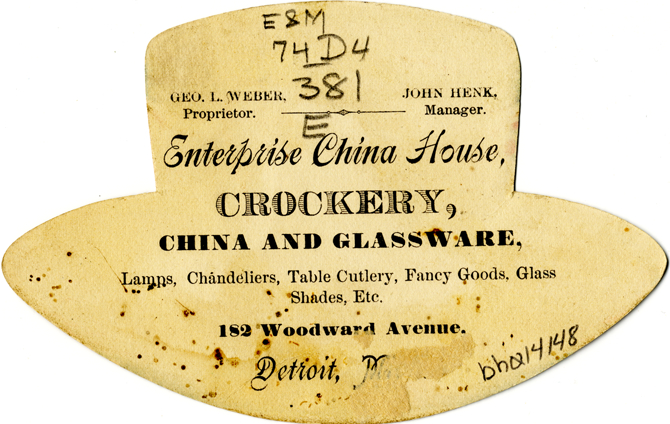 E&M
74D4
381
E
GEO. L. WEBER,
Proprietor.
JOHN HENK,
Manager.
Enterprise China House,
CROCKERY,
CHINA AND GLASSWARE,
Lamps, Chandeliers, Table Cutlery, Fancy Goods, Glass
Shades, Etc.
182 Woodward Avenue.
Detroit,
bha14148